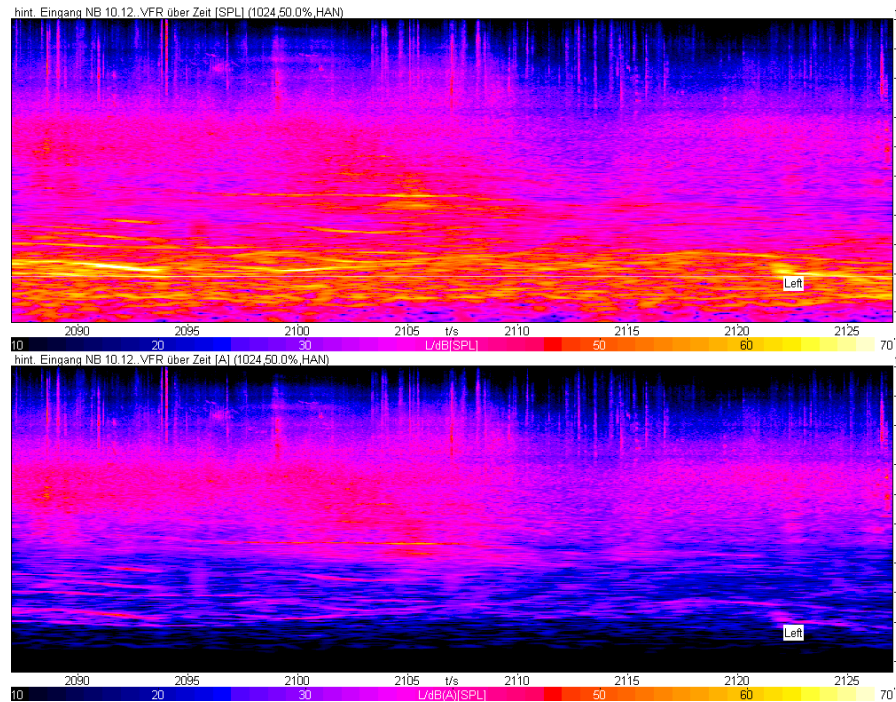 hint. Eingang NB 10.12..VFR über Zeit [SPL] (1024,50.0%,HAN)
Left
2090 2095 2100 2105 t/s 2110 2115 2120 2125
10 20 30 L/dB[SPL] 50 60 70
hint. Eingang NB 10.12..VFR über Zeit [A] (1024,50.0%,HAN)
Left
2090 2095 2100 2105 t/s 2110 2115 2120 2125
10 20 30 L/dB(A)[SPL] 50 60 70